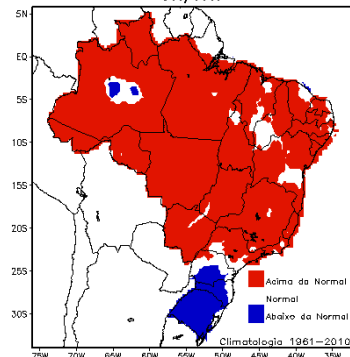 5N
EQ
5S
10S
15S
20S
25S
30S
Acima da Normal
Normal
Abaixo da Normal
Climatologia 1961-2010
75W 70W 65W 60W 55W 50W 45W 40W 35W